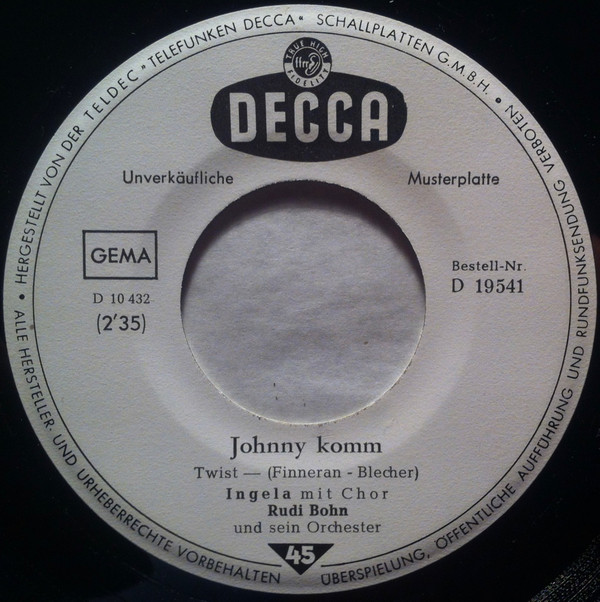 • HERGESTELLT VON DER TELDEC • TELEFUNKEN DECCA“ SCHALLPLATTEN G.M.B.H. •
TRUE HIGH
ffrr
FIDELITY
DECCA
Unverkäufliche Musterplatte
GEMA
Bestell-Nr.
D 19541
D 10 432
(2'35)
Johnny komm
Twist — (Finneran - Blecher)
Ingela mit Chor
Rudi Bohn
und sein Orchester
45
ALLE HERSTELLER- UND URHEBERRECHTE VORBEHALTEN
ÜBERSPIELUNG, ÖFFENTLICHE AUFFÜHRUNG UND RUNDFUNKSENDUNG VERBOTEN